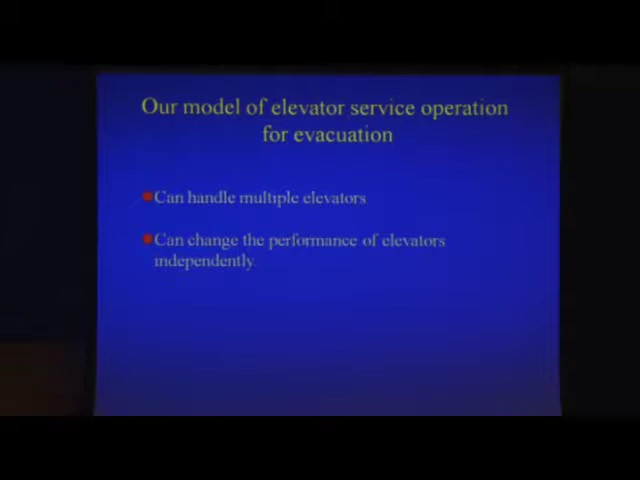 Our model of elevator service operation
for evacuation
Can handle multiple elevators
Can change the performance of elevators
independently.